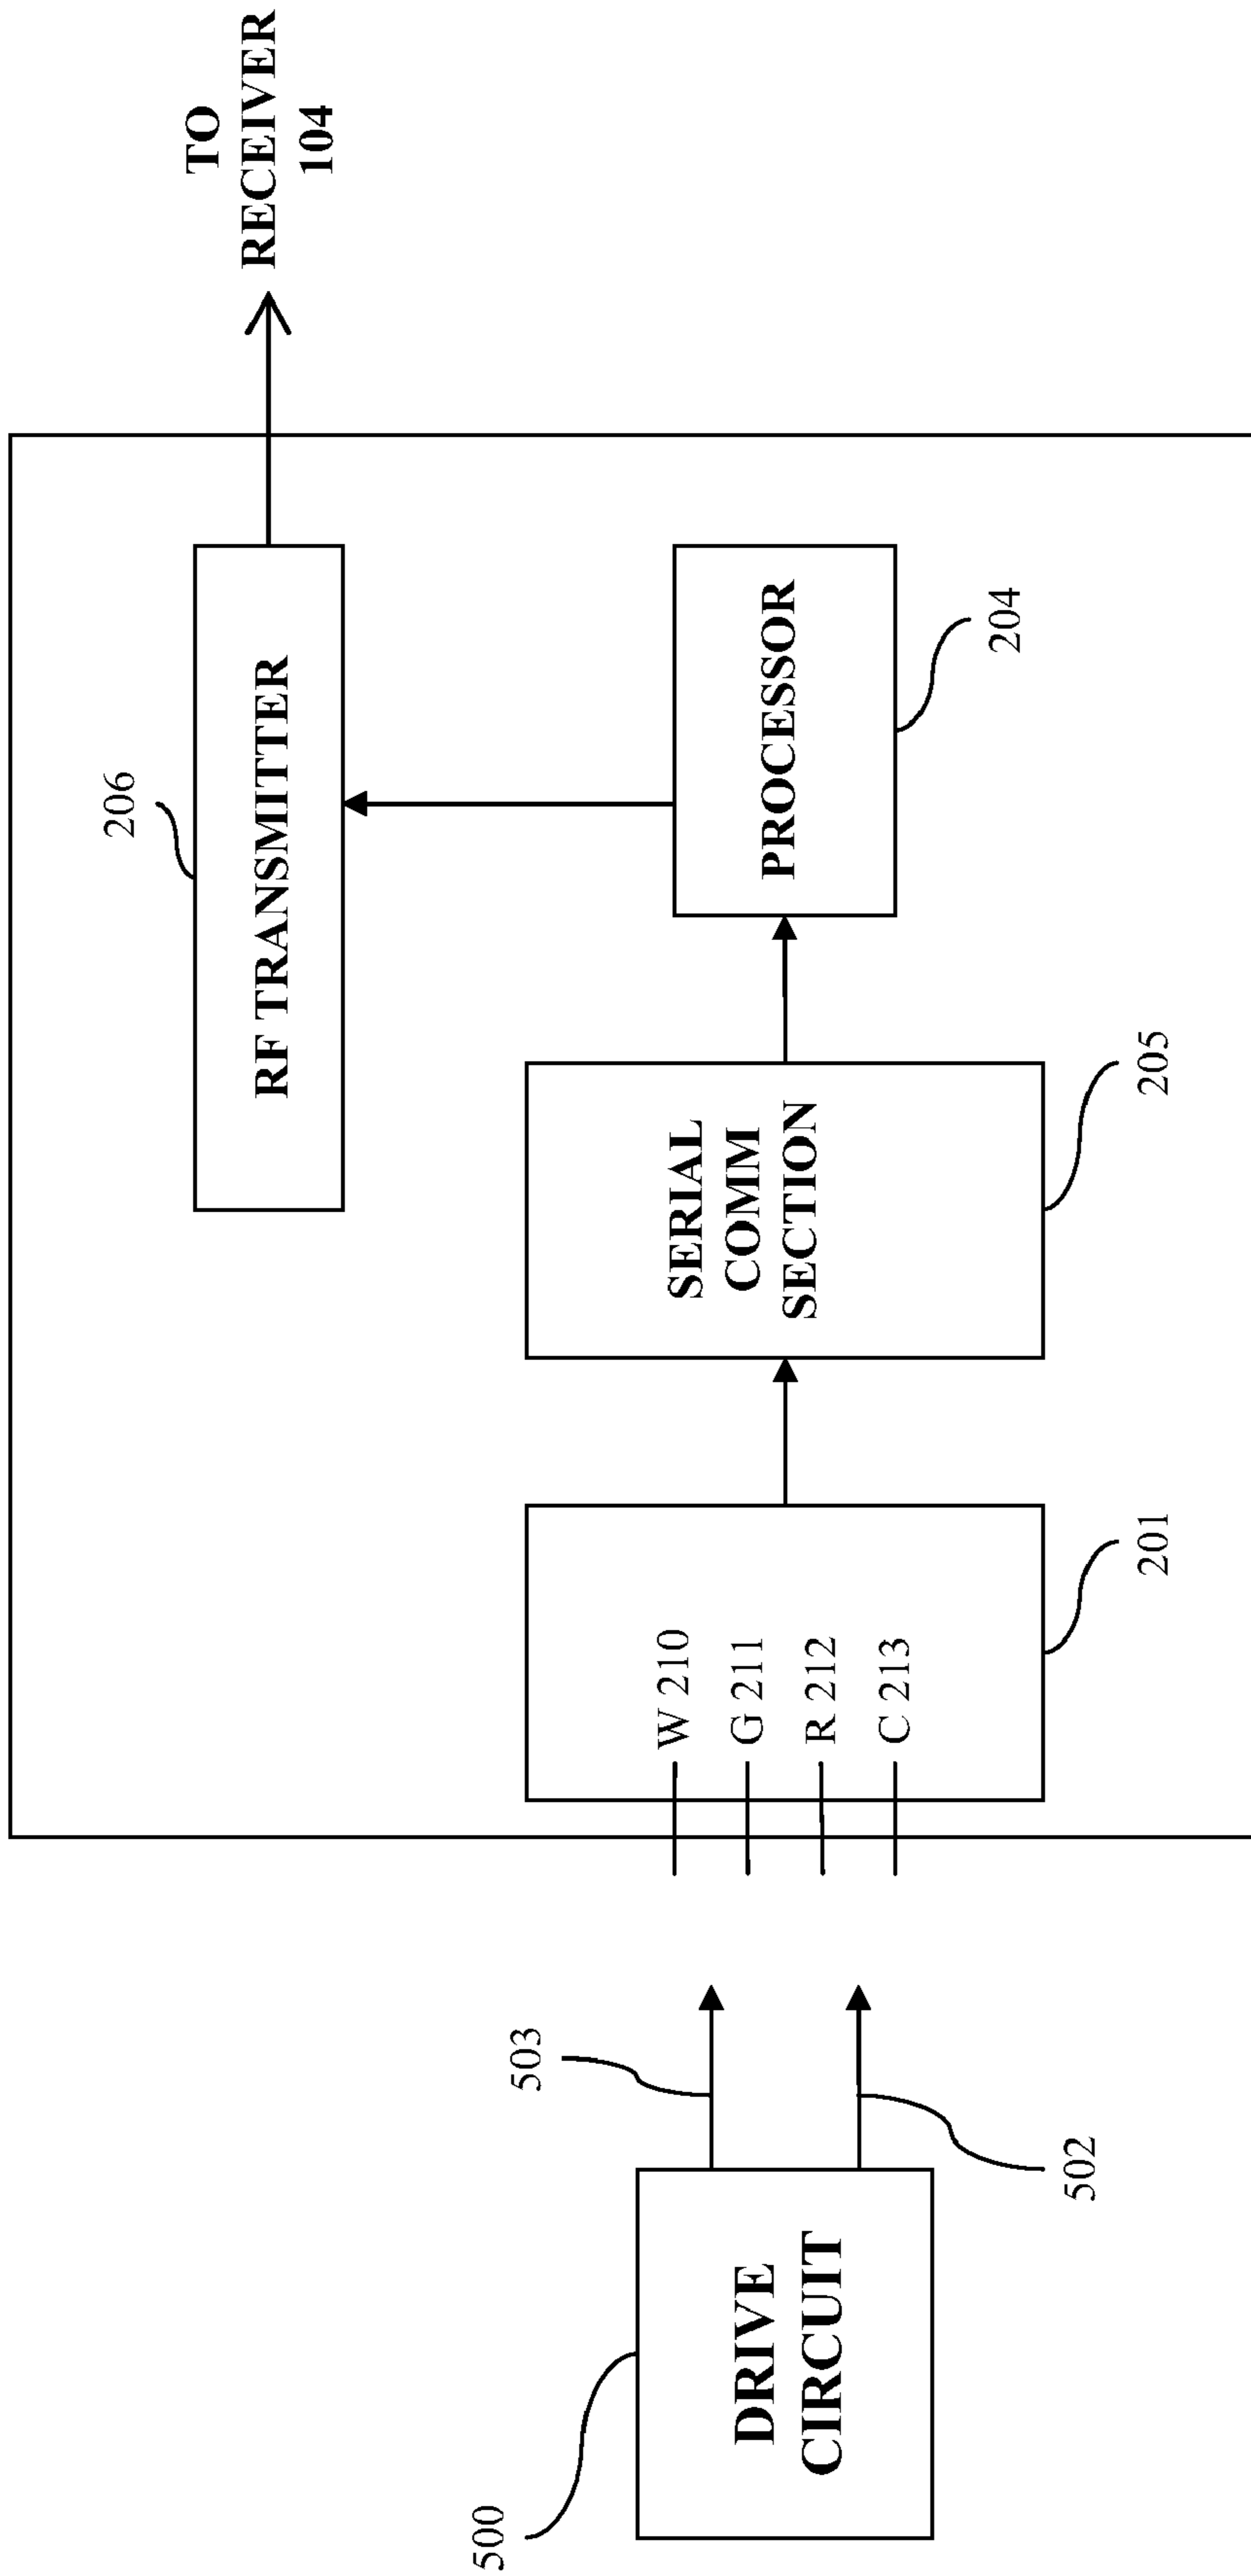 TO
RECEIVER
104
206
RF TRANSMITTER
503
500
DRIVE
CIRCUIT
502
W 210
G 211
R 212
C 213
201
SERIAL
COMM
SECTION
205
PROCESSOR
204